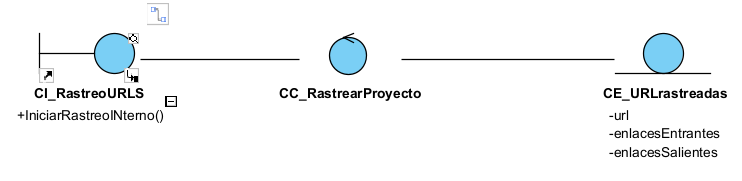 CI_RastreoURLS
+IniciarRastreoINterno()
CC_RastrearProyecto
CE_URLrastreadas
-url
-enlacesEntrantes
-enlacesSalientes